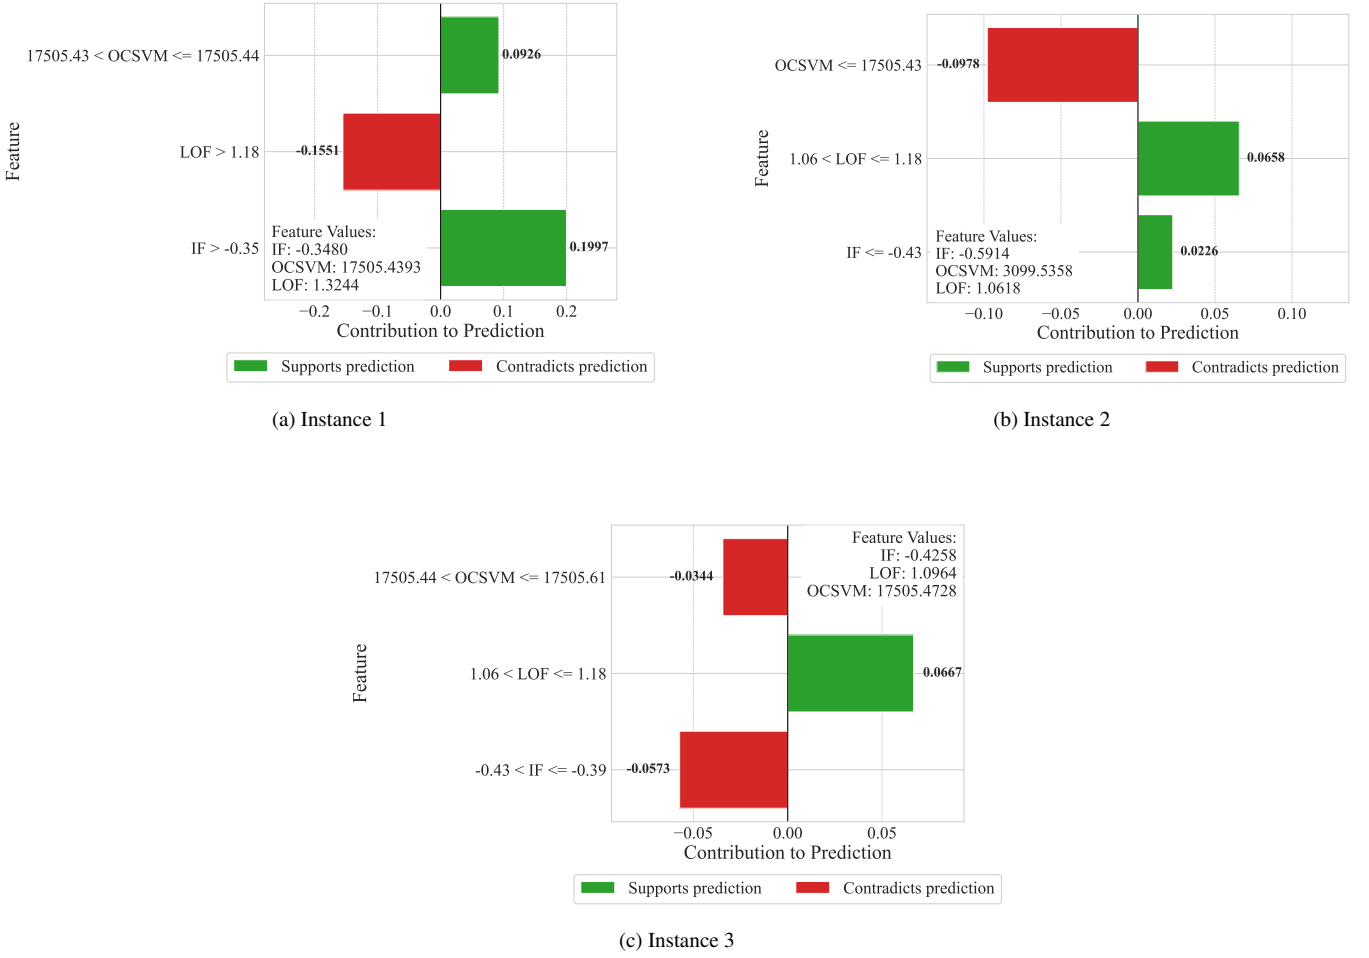 17505.43 < OCSVM <= 17505.44
0.0926
LOF > 1.18
-0.1551
IF > -0.35
0.1997
Feature
Feature Values:
IF: -0.3480
OCSVM: 17505.4393
LOF: 1.3244
−0.2 −0.1 0.0 0.1 0.2
Contribution to Prediction
Supports prediction Contradicts prediction
(a) Instance 1
OCSVM <= 17505.43
-0.0978
1.06 < LOF <= 1.18
0.0658
IF <= -0.43
0.0226
Feature
Feature Values:
IF: -0.5914
OCSVM: 3099.5358
LOF: 1.0618
−0.10 −0.05 0.00 0.05 0.10
Contribution to Prediction
Supports prediction Contradicts prediction
(b) Instance 2
17505.44 < OCSVM <= 17505.61
-0.0344
1.06 < LOF <= 1.18
0.0667
-0.43 < IF <= -0.39
-0.0573
Feature
Feature Values:
IF: -0.4258
LOF: 1.0964
OCSVM: 17505.4728
−0.05 0.00 0.05
Contribution to Prediction
Supports prediction Contradicts prediction
(c) Instance 3